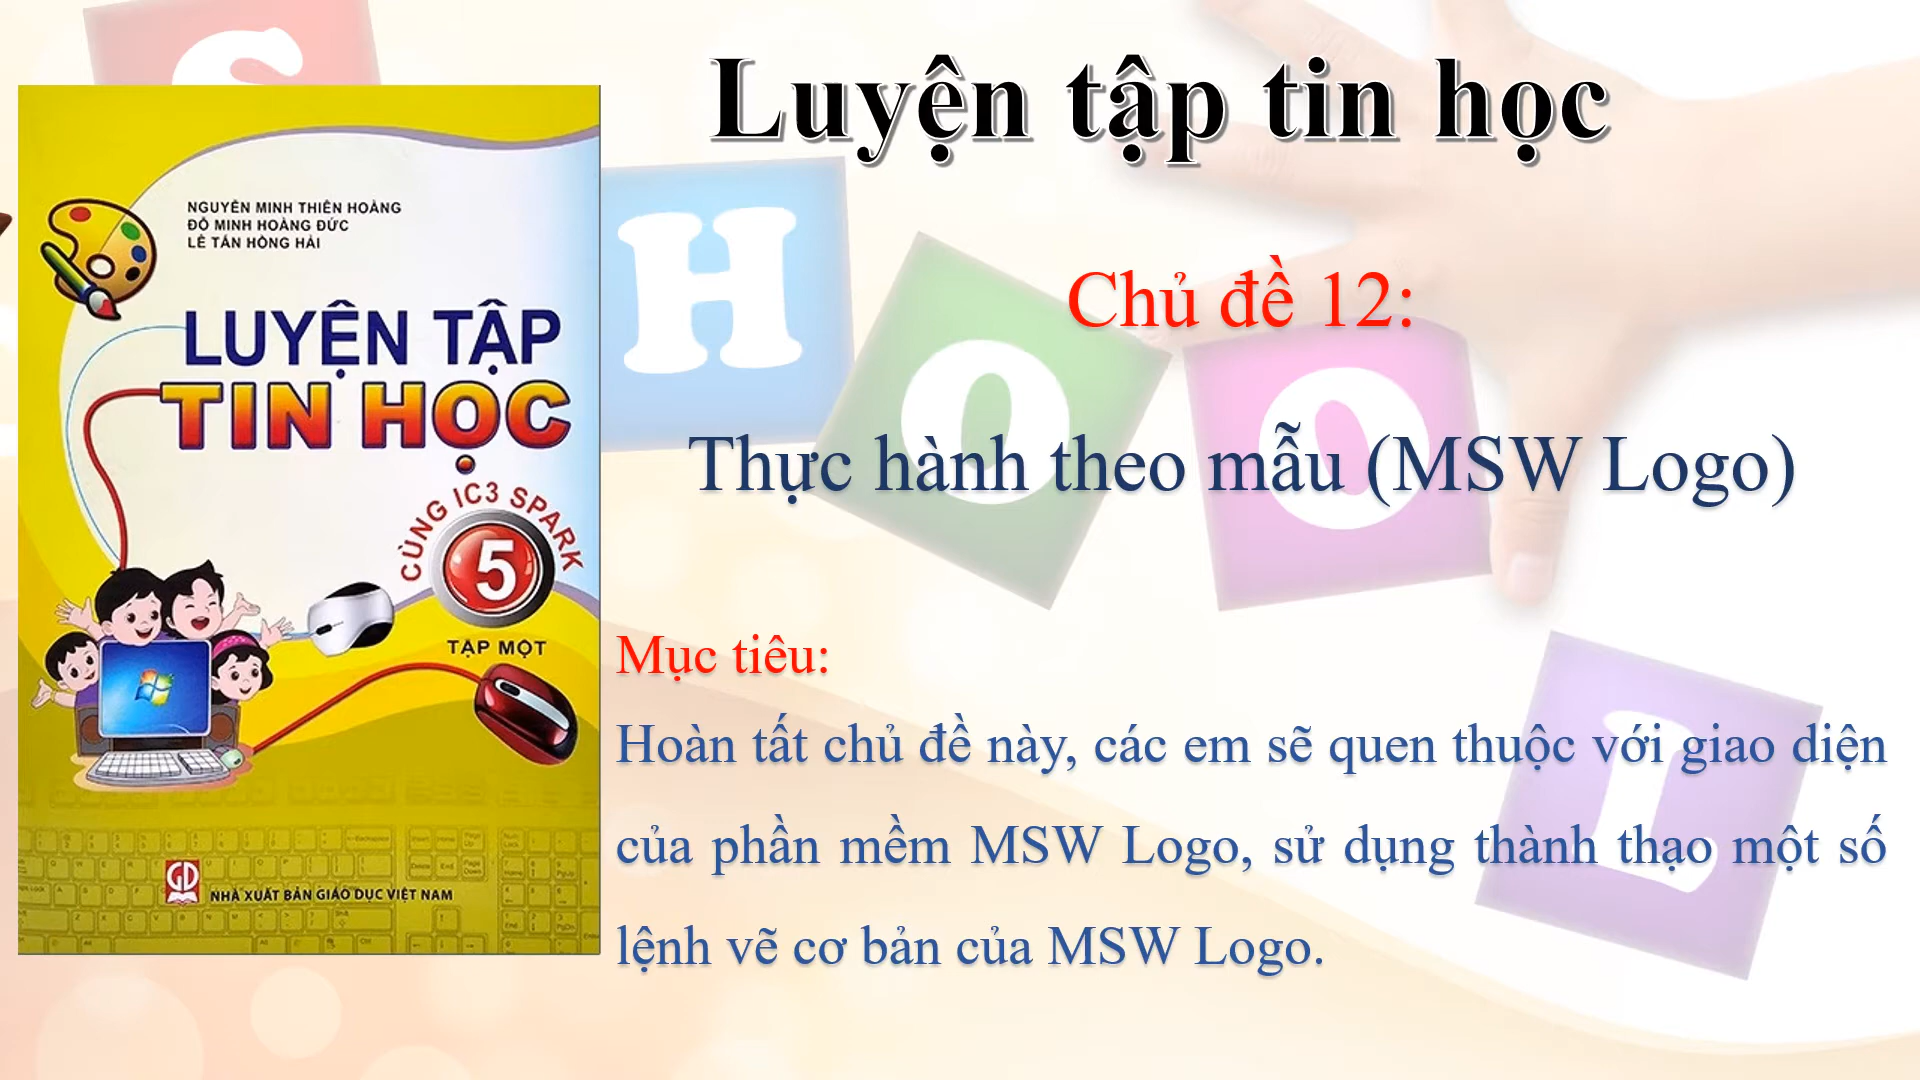 Luyện tập tin học
NGUYỄN MINH THIÊN HOÀNG
ĐỖ MINH HOÀNG ĐỨC
LÊ TẤN HỒNG HẢI
LUYỆN TẬP
TIN HỌC
CÙNG IC3 SPARK
5
TẬP MỘT
GD
NHÀ XUẤT BẢN GIÁO DỤC VIỆT NAM
S
H
O
O
L
Chủ đề 12:
Thực hành theo mẫu (MSW Logo)
Mục tiêu:
Hoàn tất chủ đề này, các em sẽ quen thuộc với giao diện
của phần mềm MSW Logo, sử dụng thành thạo một số
lệnh vẽ cơ bản của MSW Logo.